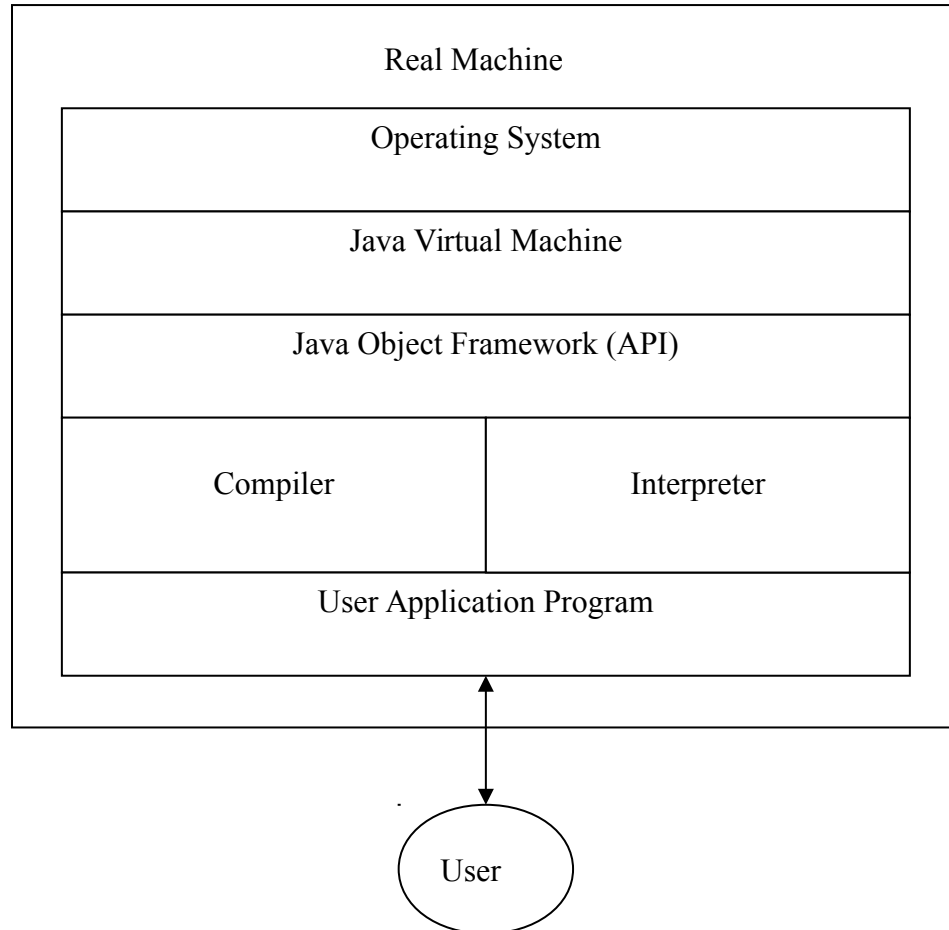 Real Machine
Operating System
Java Virtual Machine
Java Object Framework (API)
Compiler
Interpreter
User Application Program
User